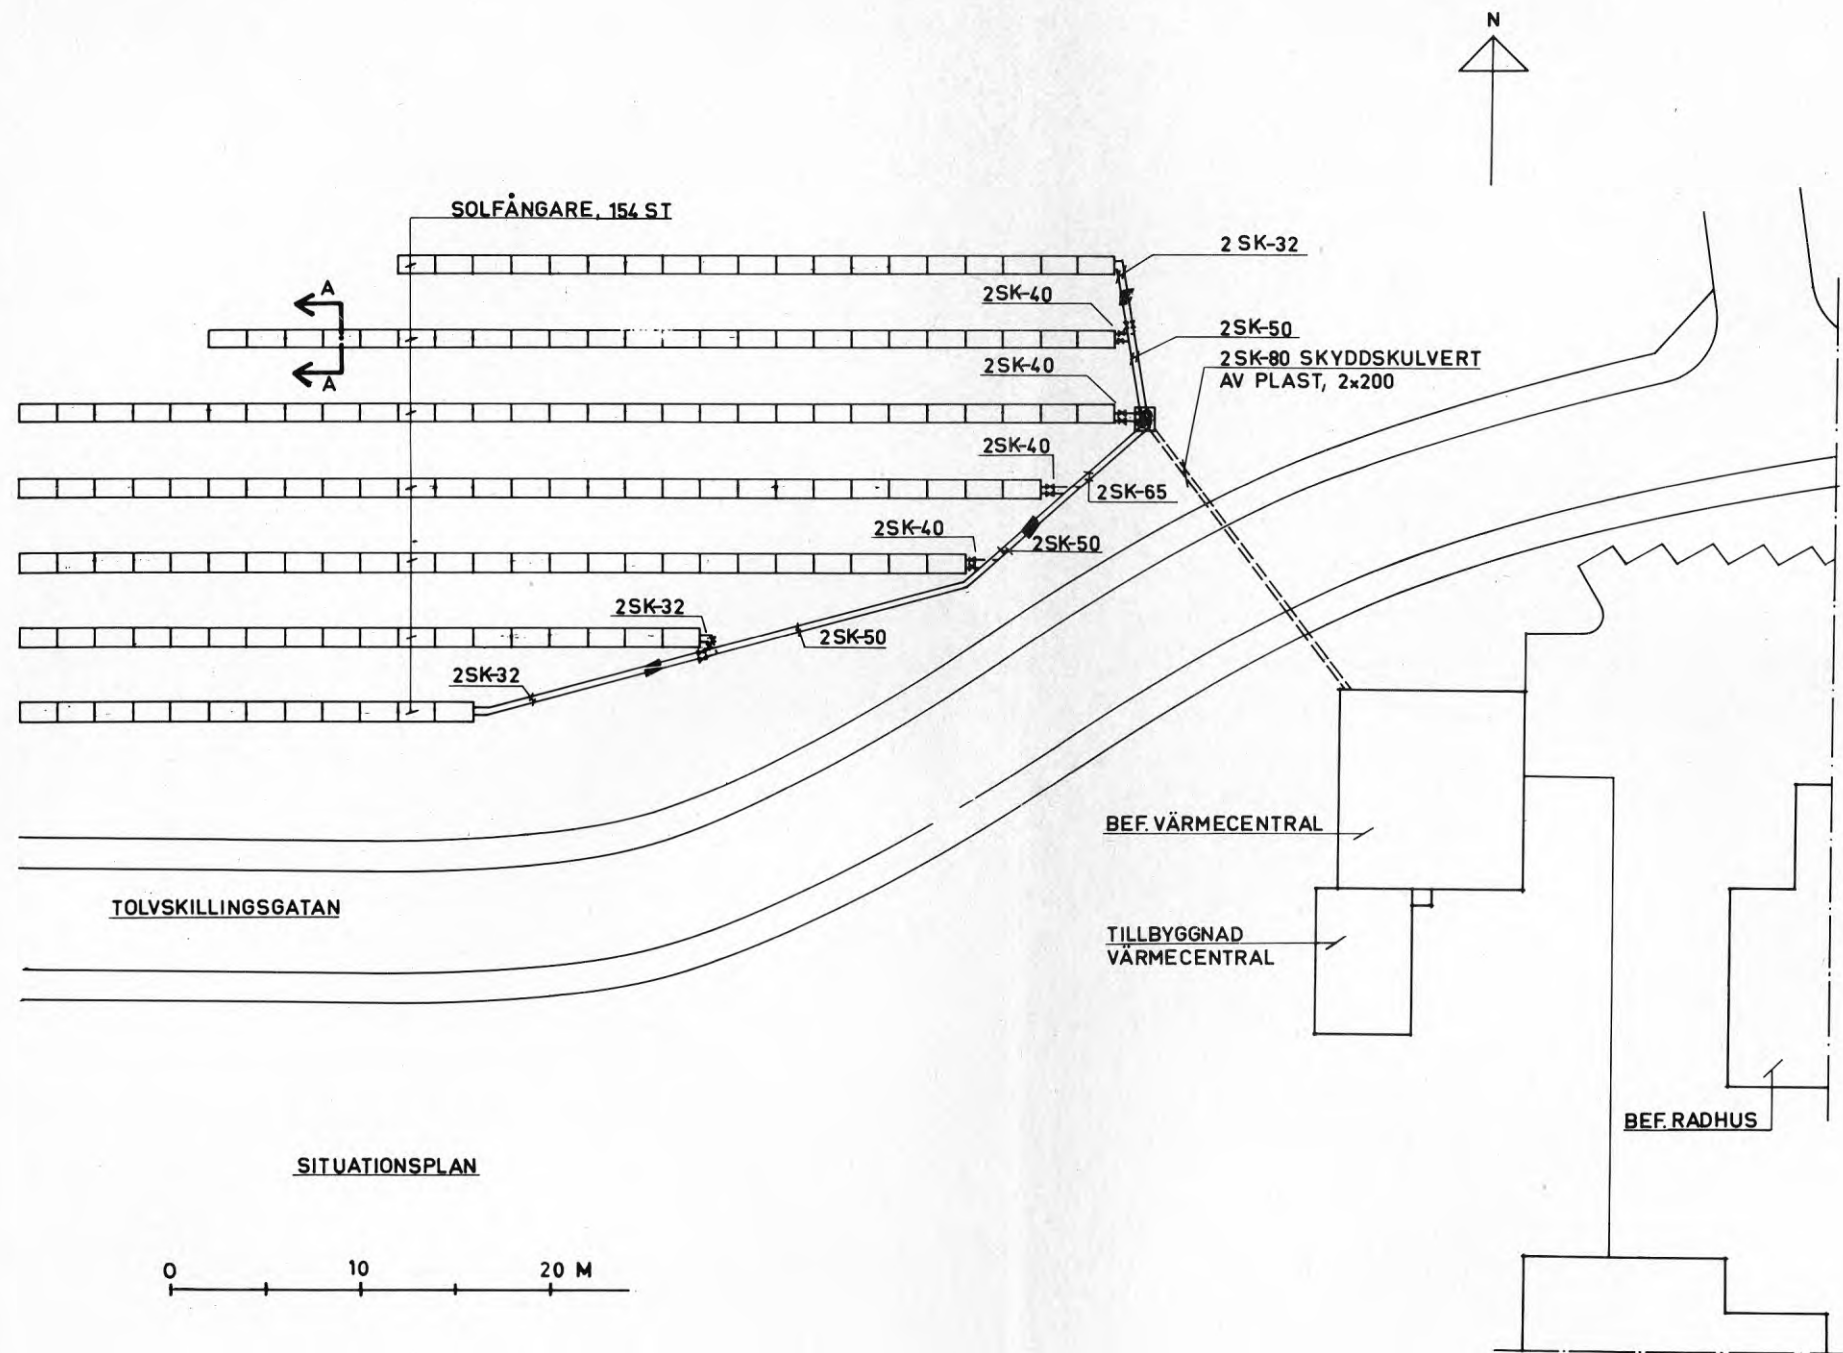 N
SOLFÅNGARE, 154 ST
2 SK-32
A
2SK-40
2SK-50
2SK-80 SKYDDSKULVERT
AV PLAST, 2x200
2SK-40
A
2SK-40
2SK-65
2SK-40
2SK-50
2SK-32
2SK-50
2SK-32
BEF. VÄRMECENTRAL
TOLVSKILLINGSGATAN
TILLBYGGNAD
VÄRMECENTRAL
BEF. RADHUS
SITUATIONSPLAN
0 10 20 M